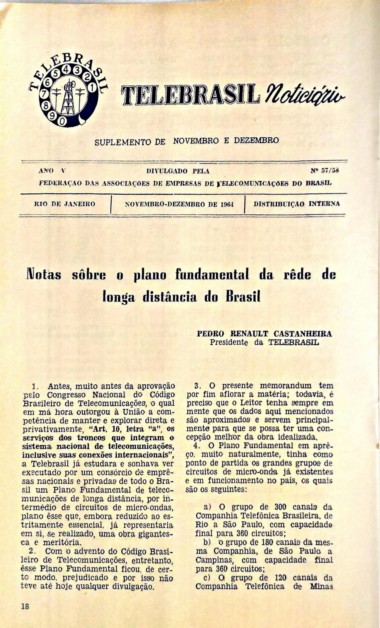 TELEBRASIL
1234567890
TELEBRASIL Noticiário
SUPLEMENTO DE NOVEMBRO E DEZEMBRO
ANO V DIVULGADO PELA Nº 57/58
FEDERAÇÃO DAS ASSOCIAÇÕES DE EMPRESAS DE TELECOMUNICAÇÕES DO BRASIL
RIO DE JANEIRO NOVEMBRO-DEZEMBRO DE 1964 DISTRIBUIÇÃO INTERNA
Notas sôbre o plano fundamental da rêde de
longa distância do Brasil
PEDRO RENAULT CASTANHEIRA
Presidente da TELEBRASIL
1. Antes, muito antes da aprovação
pelo Congresso Nacional do Código
Brasileiro de Telecomunicações, o qual
em má hora outorgou à União a com-
petência de manter e explorar direta e
privativamente, "Art. 10, letra "a", os
serviços dos troncos que integram o
sistema nacional de telecomunicações,
inclusive suas conexões internacionais",
a Telebrasil já estudara e sonhava ver
executado por um consórcio de emprê-
sas nacionais e privadas de todo o Bra-
sil um Plano Fundamental de teleco-
municações de longa distância, por in-
termédio de circuitos de micro-ondas,
plano êsse que, embora reduzido ao es-
tritamente essencial, já representaria
em si, se realizado, uma obra gigantes-
ca e meritória.
2. Com o advento do Código Brasi-
leiro de Telecomunicações, entretanto,
êsse Plano Fundamental ficou, de cer-
to modo, prejudicado e por isso não
teve até hoje qualquer divulgação.
3. O presente memorandum tem
por fim aflorar a matéria; todavia, é
preciso que o Leitor tenha sempre em
mente que os dados aqui mencionados
são aproximados e servem principal-
mente para que se possa ter uma con-
cepção melhor da obra idealizada.
4. O Plano Fundamental em aprê-
ço, muito naturalmente, tinha como
ponto de partida os grandes grupos de
circuitos de micro-onda já existentes
e em funcionamento no país, os quais
são os seguintes:
a) O grupo de 300 canais da
Companhia Telefônica Brasileira, de
Rio a São Paulo, com capacidade
final para 360 circuitos;
b) o grupo de 180 canais da mes-
ma Companhia, de São Paulo a
Campinas, com capacidade final
para 360 circuitos;
c) O grupo de 120 canais da
Companhia Telefônica de Minas
18